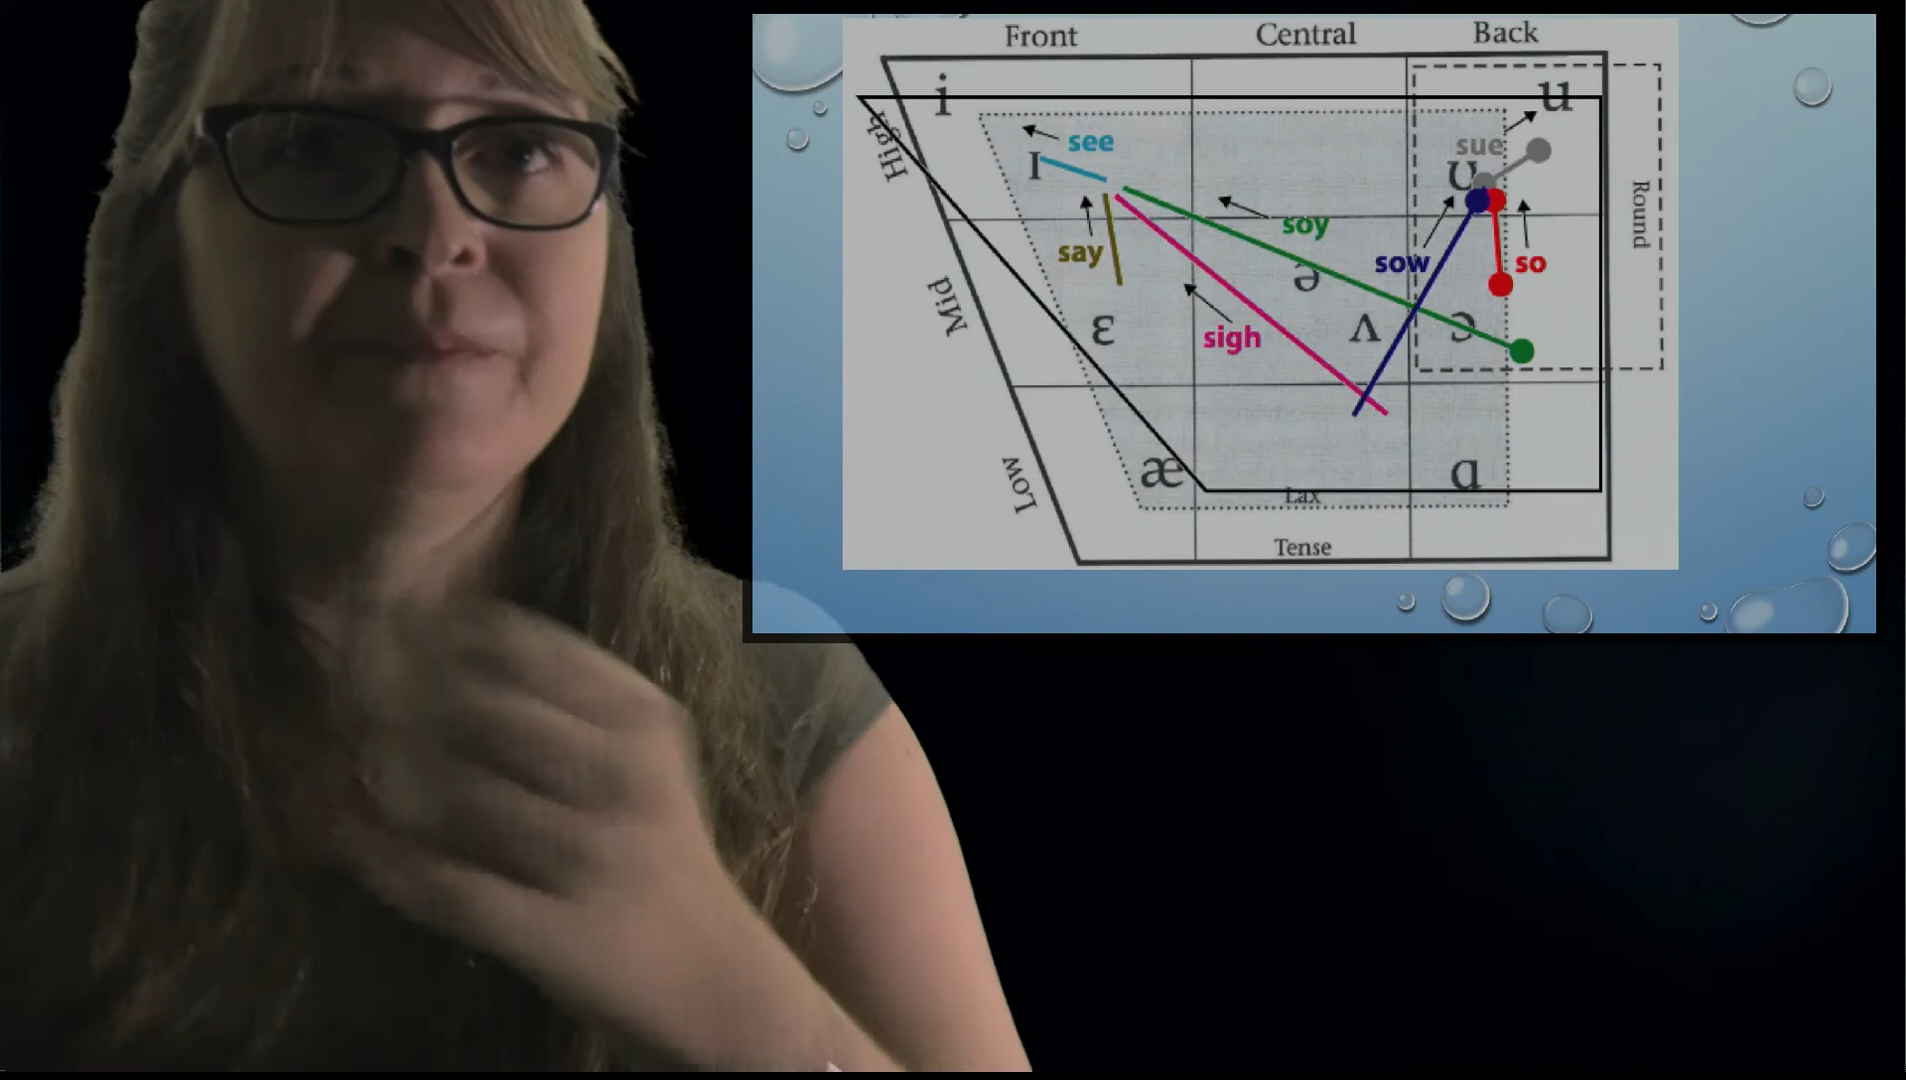 Front Central Back
i u
High
see
sue
I ʊ
Round
soy
say sow so
ə
Mid
ɛ ʌ ɔ
sigh
æ ɑ
Low
Lax
Tense